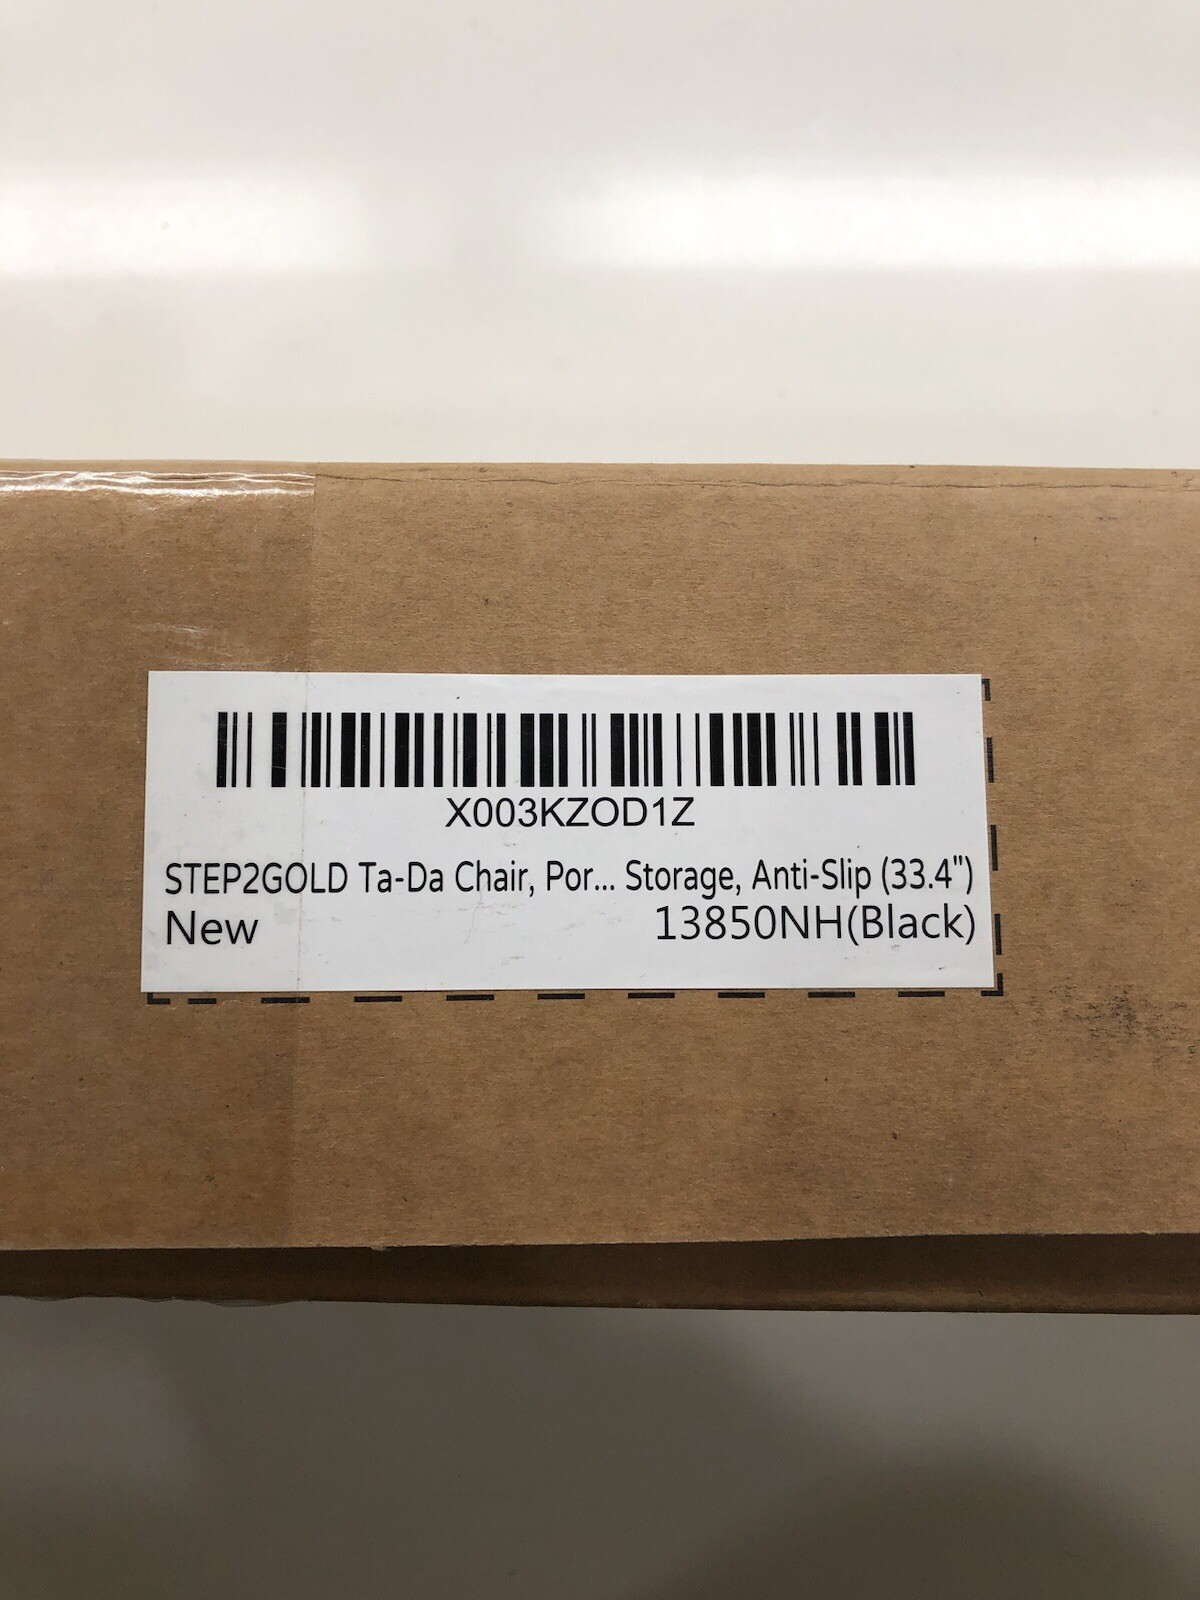 X003KZOD1Z
STEP2GOLD Ta-Da Chair, Por... Storage, Anti-Slip (33.4")
New 13850NH(Black)